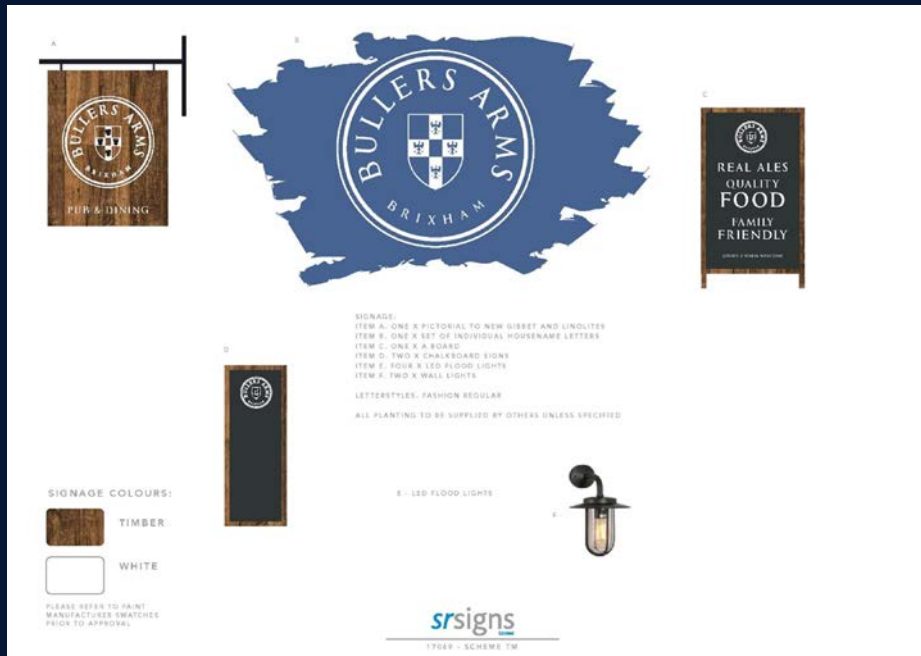 A
BULLERS ARMS
BRIXHAM
PUB & DINING
B
BULLERS ARMS
BRIXHAM
C
BULLERS ARMS
REAL ALES
QUALITY
FOOD
FAMILY
FRIENDLY
SIGNAGE:
ITEM A. ONE X PICTORIAL TO NEW GIBBET AND LINOLITES
ITEM B. ONE X SET OF INDIVIDUAL HOUSENAME LETTERS
ITEM C. ONE X A BOARD
ITEM D. TWO X CHALKBOARD SIGNS
ITEM E. FOUR X LED FLOOD LIGHTS
ITEM F. TWO X WALL LIGHTS
LETTERSTYLES. FASHION REGULAR
ALL PLANTING TO BE SUPPLIED BY OTHERS UNLESS SPECIFIED
D
BULLERS ARMS
E - LED FLOOD LIGHTS
SIGNAGE COLOURS:
TIMBER
WHITE
PLEASE REFER TO PAINT
MANUFACTURER SWATCHES
PRIOR TO APPROVAL
srsigns
17069 - SCHEME TM